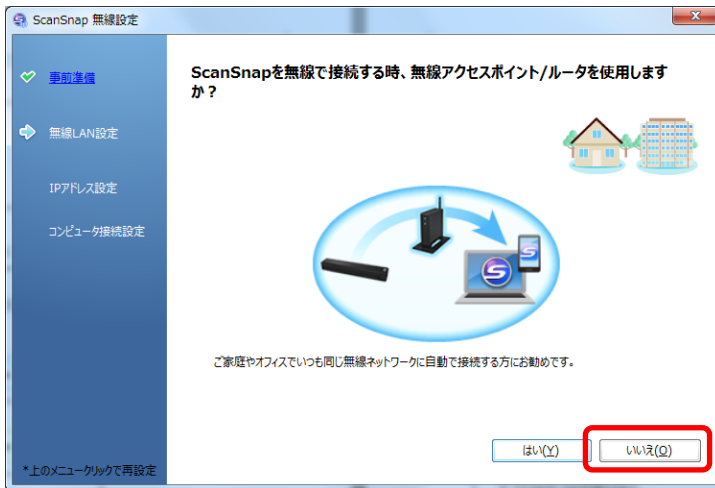 ScanSnap 無線設定
事前準備
無線LAN設定
IPアドレス設定
コンピュータ接続設定
*上のメニュークリックで再設定
ScanSnapを無線で接続する時、無線アクセスポイント/ルータを使用します
か？
S
S
ご家庭やオフィスでいつも同じ無線ネットワークに自動で接続する方にお勧めです。
はい(Y)
いいえ(O)